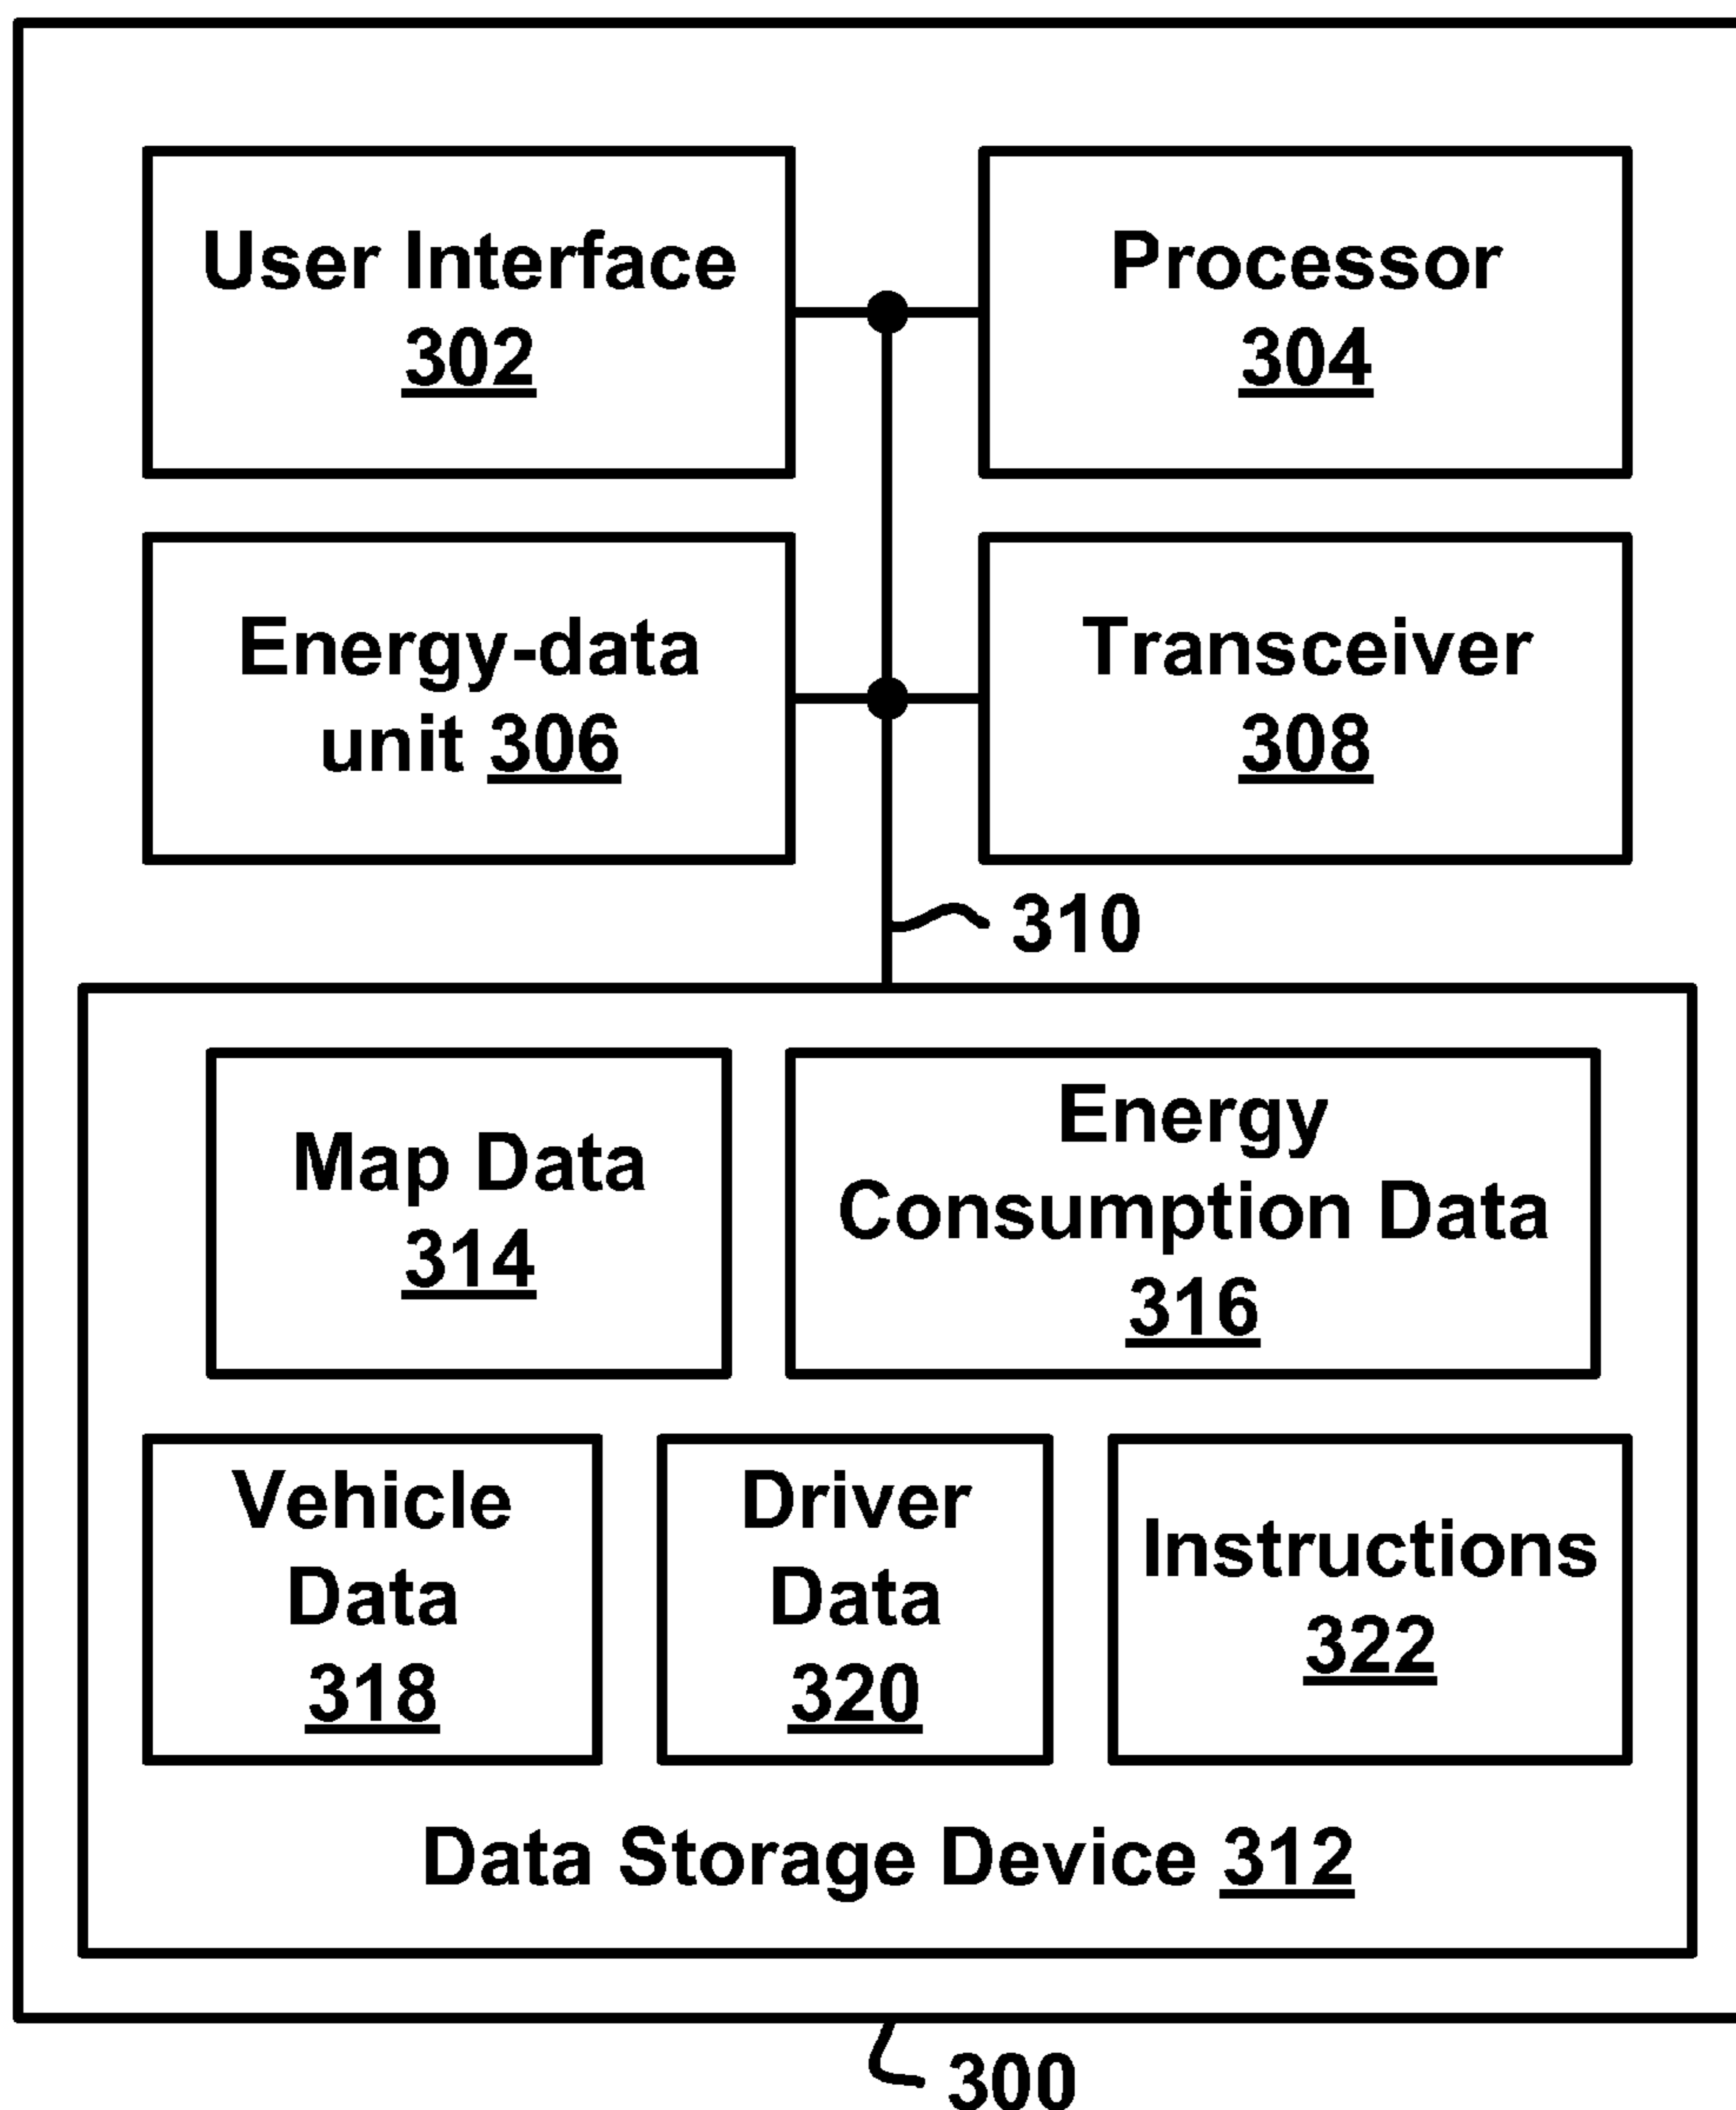 User Interface
302
Processor
304
Energy-data
unit 306
Transceiver
308
310
Map Data
314
Energy
Consumption Data
316
Vehicle
Data
318
Driver
Data
320
Instructions
322
Data Storage Device 312
300